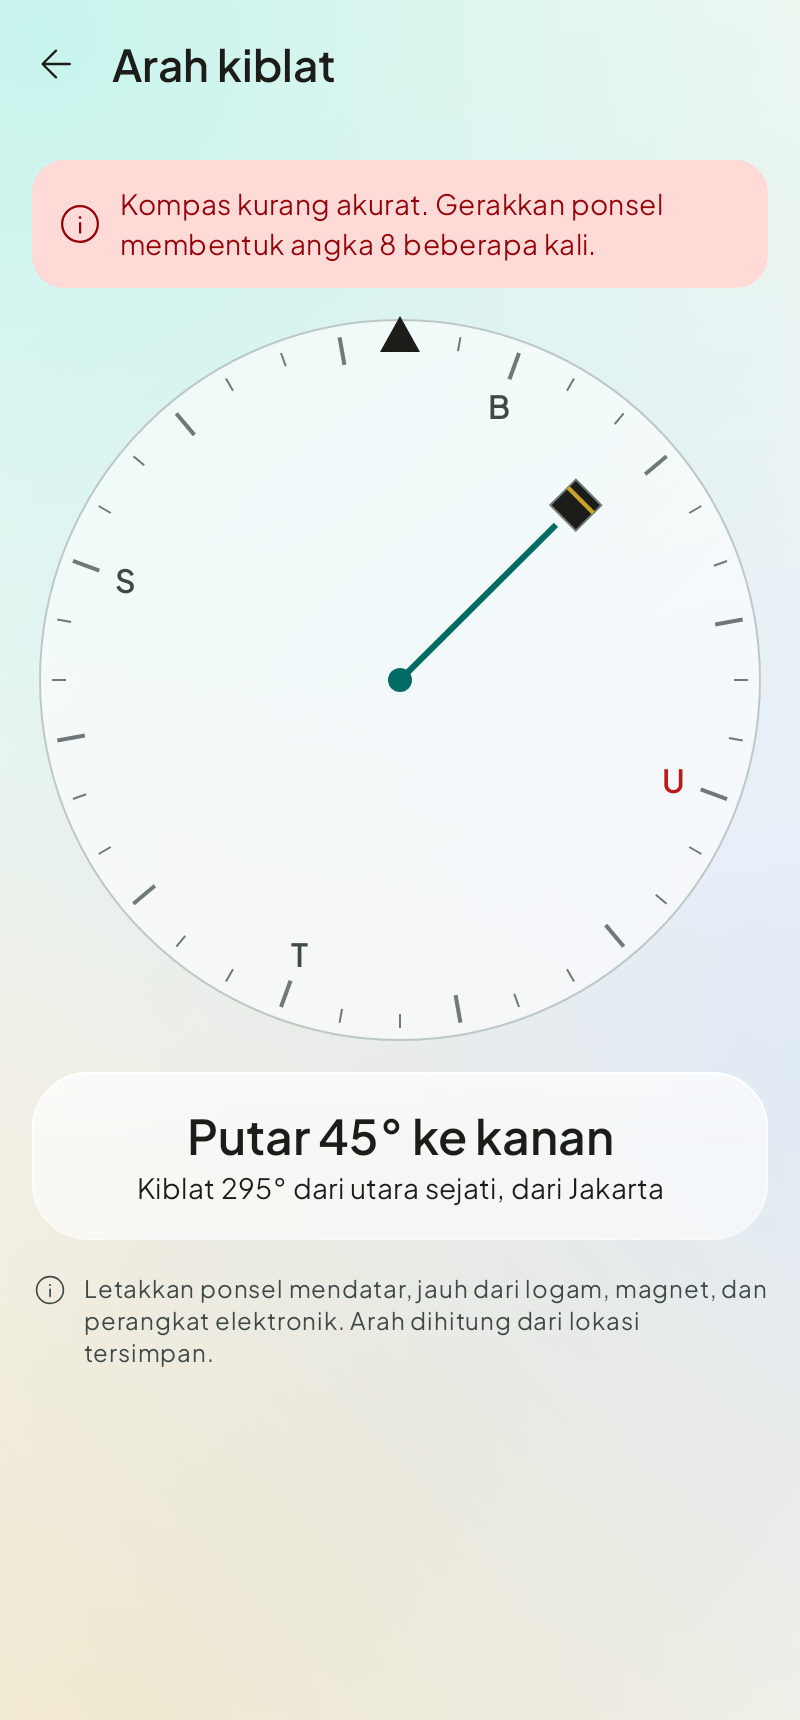 Arah kiblat
Kompas kurang akurat. Gerakkan ponsel
membentuk angka 8 beberapa kali.
B
S
U
T
Putar 45° ke kanan
Kiblat 295° dari utara sejati, dari Jakarta
Letakkan ponsel mendatar, jauh dari logam, magnet, dan
perangkat elektronik. Arah dihitung dari lokasi
tersimpan.